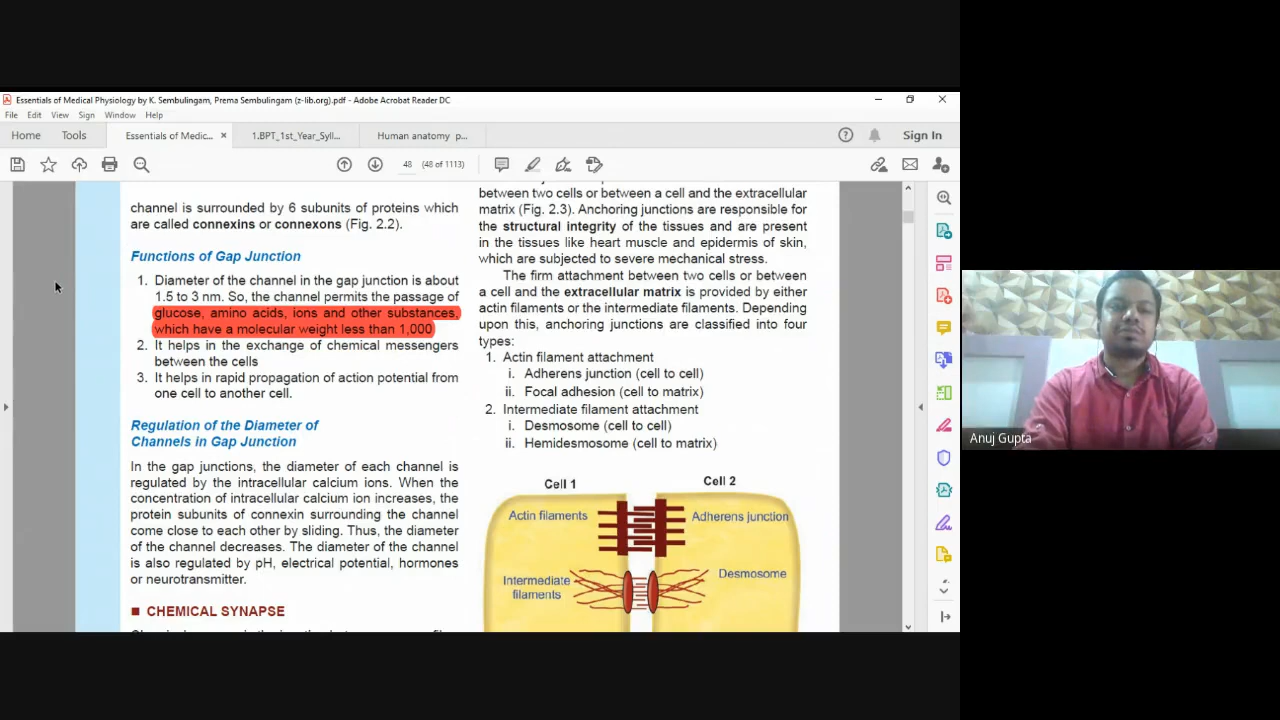 Essentials of Medical Physiology by K. Sembulingam, Prema Sembulingam (z-lib.org).pdf - Adobe Acrobat Reader DC
File Edit View Sign Window Help
Home Tools Essentials of Medic... × 1.BPT_1st_Year_Syll... Human anatomy p... Sign In
48 (48 of 1113)
channel is surrounded by 6 subunits of proteins which
are called connexins or connexons (Fig. 2.2).
Functions of Gap Junction
1. Diameter of the channel in the gap junction is about
1.5 to 3 nm. So, the channel permits the passage of
glucose, amino acids, ions and other substances,
which have a molecular weight less than 1,000
2. It helps in the exchange of chemical messengers
between the cells
3. It helps in rapid propagation of action potential from
one cell to another cell.
Regulation of the Diameter of
Channels in Gap Junction
In the gap junctions, the diameter of each channel is
regulated by the intracellular calcium ions. When the
concentration of intracellular calcium ion increases, the
protein subunits of connexin surrounding the channel
come close to each other by sliding. Thus, the diameter
of the channel decreases. The diameter of the channel
is also regulated by pH, electrical potential, hormones
or neurotransmitter.
■ CHEMICAL SYNAPSE
between two cells or between a cell and the extracellular
matrix (Fig. 2.3). Anchoring junctions are responsible for
the structural integrity of the tissues and are present
in the tissues like heart muscle and epidermis of skin,
which are subjected to severe mechanical stress.
The firm attachment between two cells or between
a cell and the extracellular matrix is provided by either
actin filaments or the intermediate filaments. Depending
upon this, anchoring junctions are classified into four
types:
1. Actin filament attachment
i. Adherens junction (cell to cell)
ii. Focal adhesion (cell to matrix)
2. Intermediate filament attachment
i. Desmosome (cell to cell)
ii. Hemidesmosome (cell to matrix)
Cell 1 Cell 2
Actin filaments Adherens junction
Intermediate Desmosome
filaments
Anuj Gupta